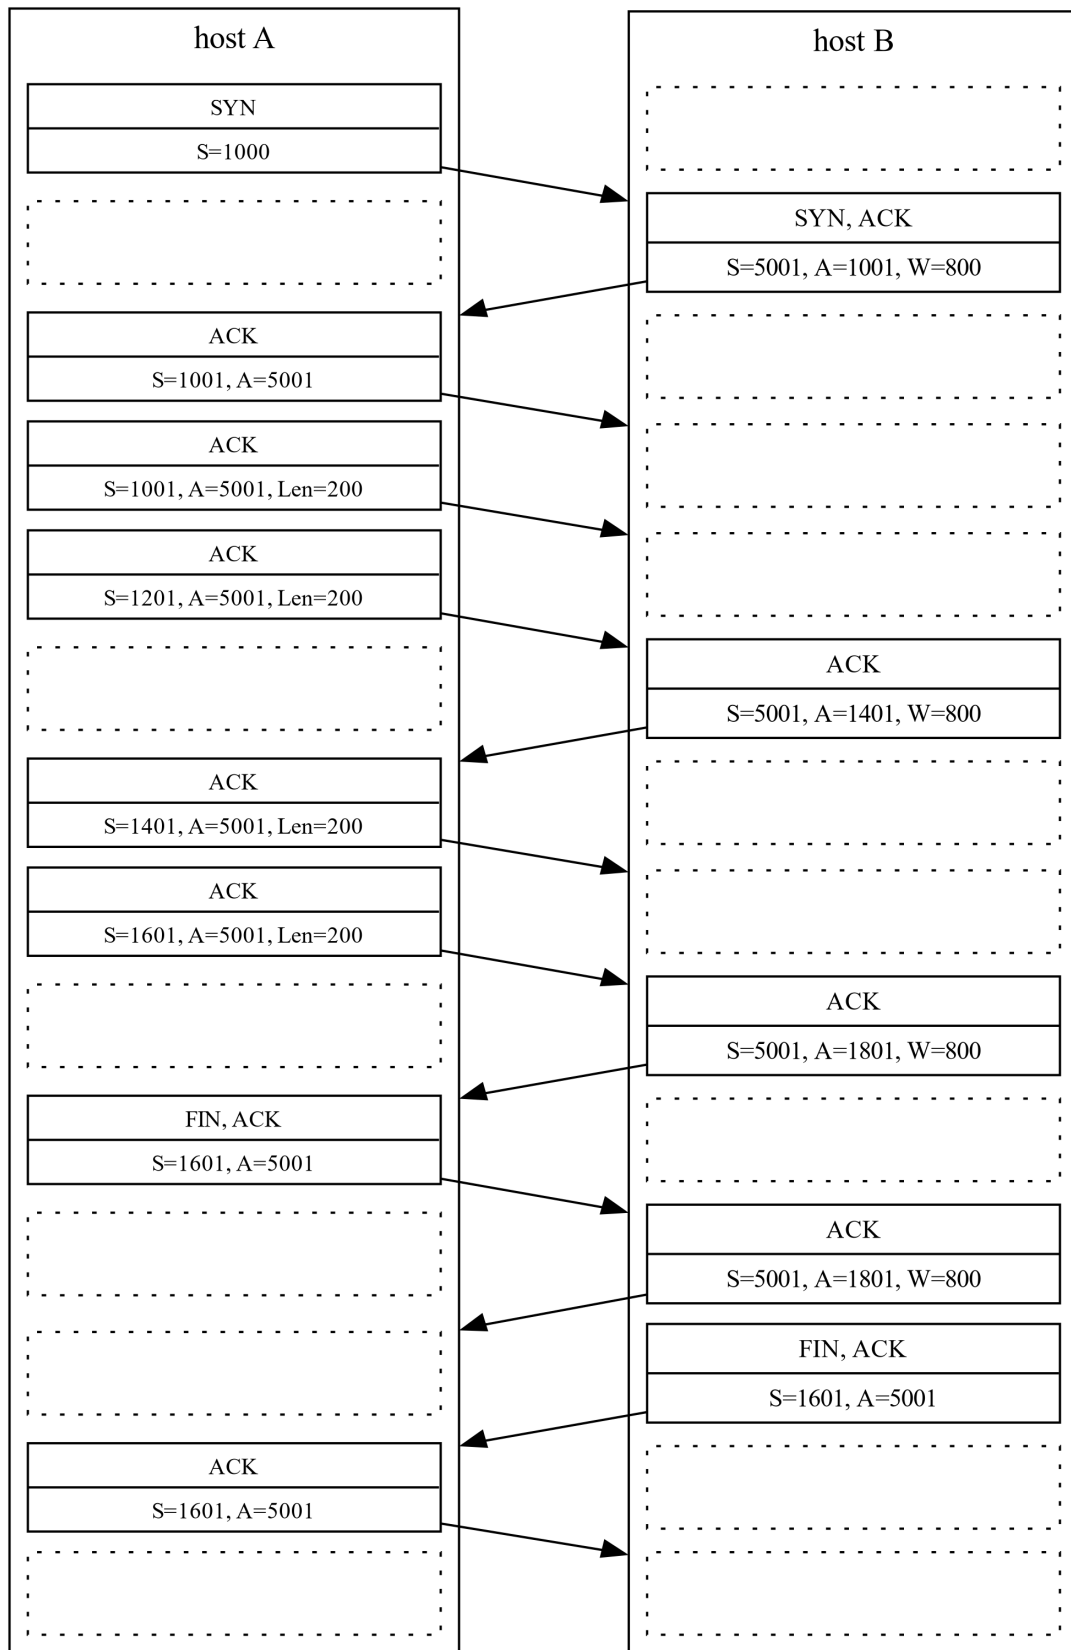 host A
host B
SYN
S=1000
SYN, ACK
S=5001, A=1001, W=800
ACK
S=1001, A=5001
ACK
S=1001, A=5001, Len=200
ACK
S=1201, A=5001, Len=200
ACK
S=5001, A=1401, W=800
ACK
S=1401, A=5001, Len=200
ACK
S=1601, A=5001, Len=200
ACK
S=5001, A=1801, W=800
FIN, ACK
S=1601, A=5001
ACK
S=5001, A=1801, W=800
FIN, ACK
S=1601, A=5001
ACK
S=1601, A=5001